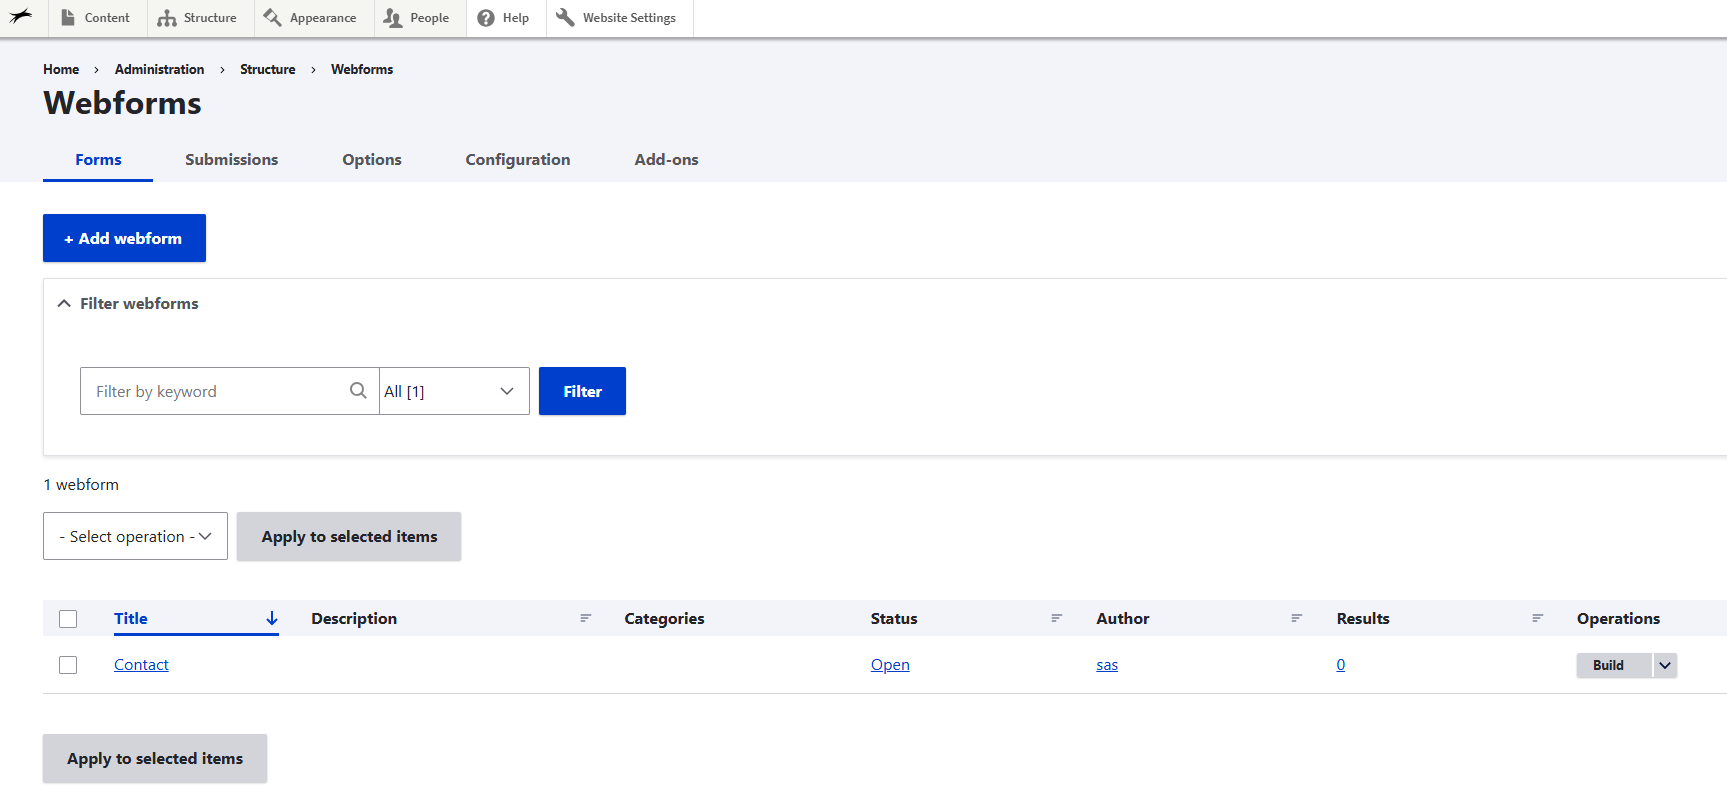 Content Structure Appearance People Help Website Settings
Home › Administration › Structure › Webforms
Webforms
Forms Submissions Options Configuration Add-ons
+ Add webform
Filter webforms
Filter by keyword All [1] Filter
1 webform
- Select operation - Apply to selected items
Title Description Categories Status Author Results Operations
Contact Open sas 0 Build
Apply to selected items